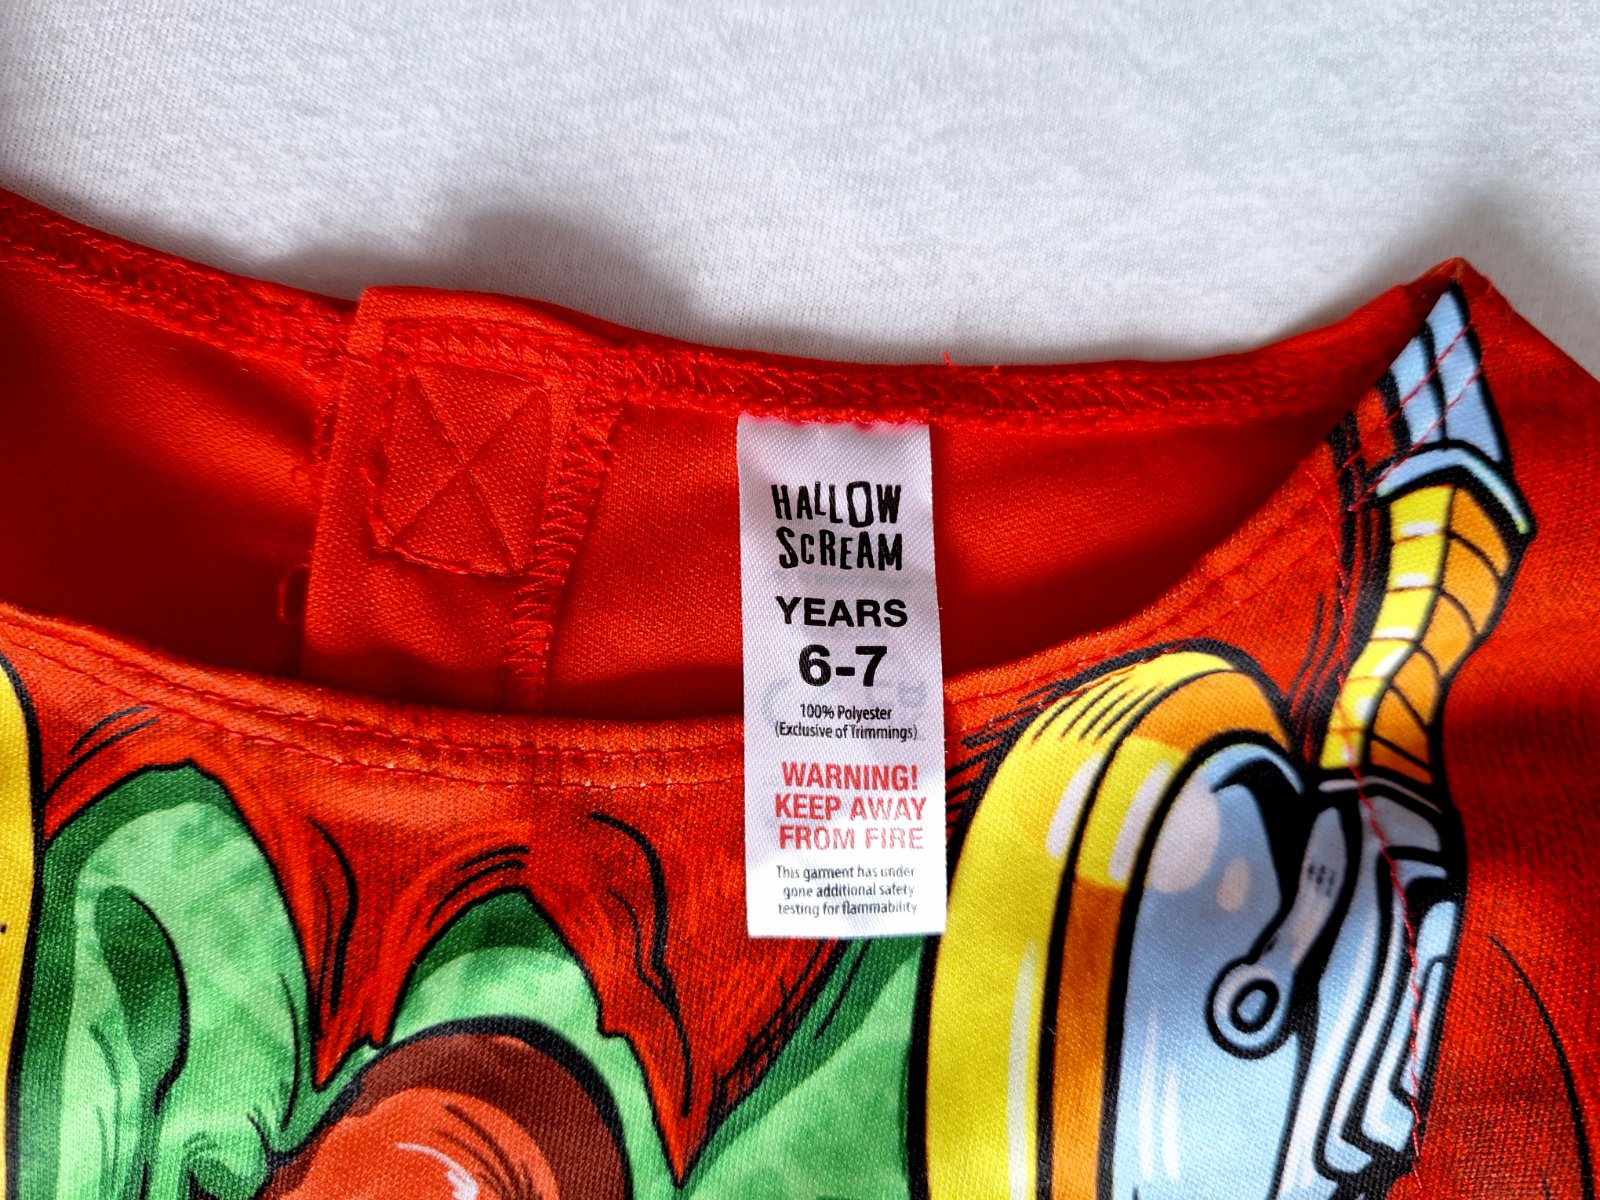 HALLOW
SCREAM
YEARS
6-7
100% Polyester
(Exclusive of Trimmings)
WARNING!
KEEP AWAY
FROM FIRE
This garment has under
gone additional safety
testing for flammability